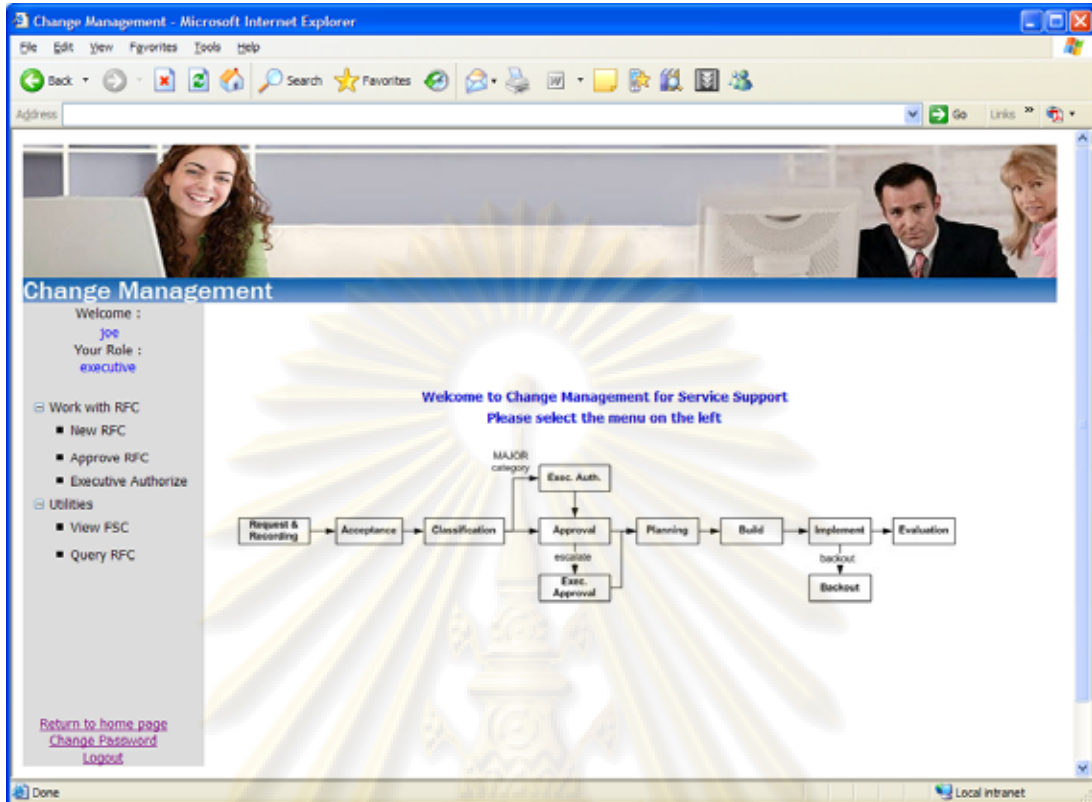 Change Management - Microsoft Internet Explorer
File Edit View Favorites Tools Help
Back Search Favorites
Address Go Links »
Change Management
Welcome :
joe
Your Role :
executive
Work with RFC
New RFC
Approve RFC
Executive Authorize
Utilities
View FSC
Query RFC
Return to home page
Change Password
Logout
Welcome to Change Management for Service Support
Please select the menu on the left
MAJOR
category
Exec. Auth.
Request &
Recording
Acceptance
Classification
Approval
Planning
Build
Implement
Evaluation
escalate
backout
Exec.
Approval
Backout
Done Local intranet